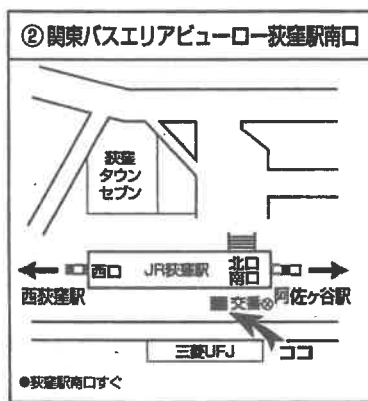 ②関東バスエリアビューロー荻窪駅南口
荻窪
タウン
セブン
西口
JR荻窪駅
北口
南口
西荻窪駅
阿佐ヶ谷駅
交番
三菱UFJ
ココ
●荻窪駅南口すぐ